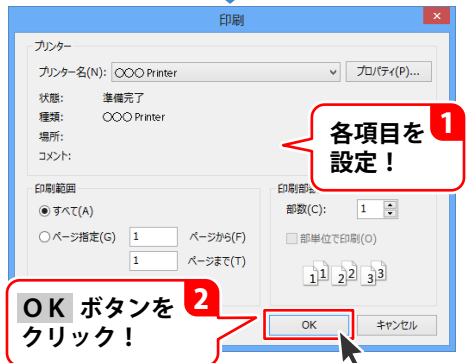 印刷
プリンター
プリンター名(N): ○○○ Printer
プロパティ(P)...
状態: 準備完了
種類: ○○○ Printer
場所:
コメント:
1
各項目を
設定！
印刷範囲
すべて(A)
ページ指定(G) 1 ページから(F)
1 ページまで(T)
印刷部
部数(C): 1
部単位で印刷(O)
1 1 2 2 3 3
2
OK ボタンを
クリック！
OK キャンセル